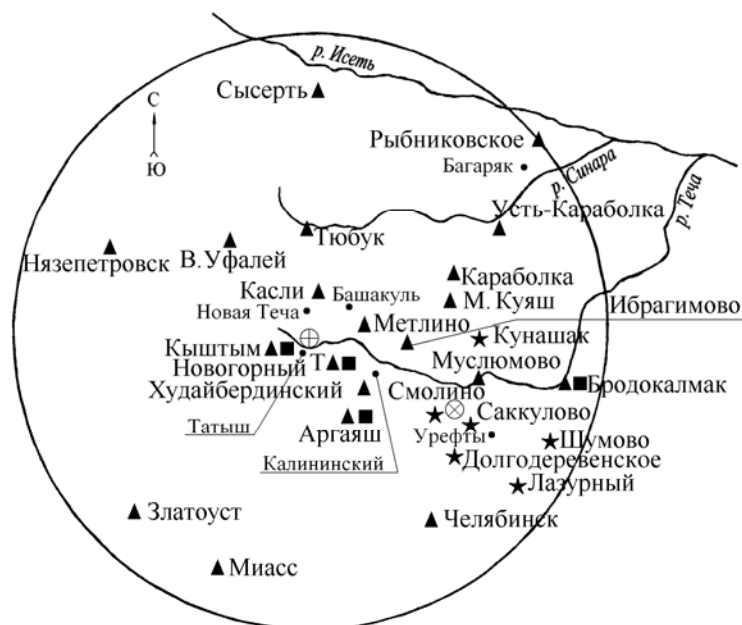 р. Исеть
Сысерть
С
Ю
Рыбниковское
Багаряк
р. Синара
р. Теча
Усть-Караболка
Тюбук
Нязепетровск
В. Уфалей
Караболка
Касли
Башакуль
М. Куяш
Ибрагимово
Новая Теча
Метлино
Кунашак
Кыштым
Новогорный
Т
Муслюмово
Худайбердинский
Смолино
Бродокалмак
Татыш
Аргаяш
Саккулово
Урефты
Шумово
Калининский
Долгодеревенское
Лазурный
Златоуст
Челябинск
Миасс